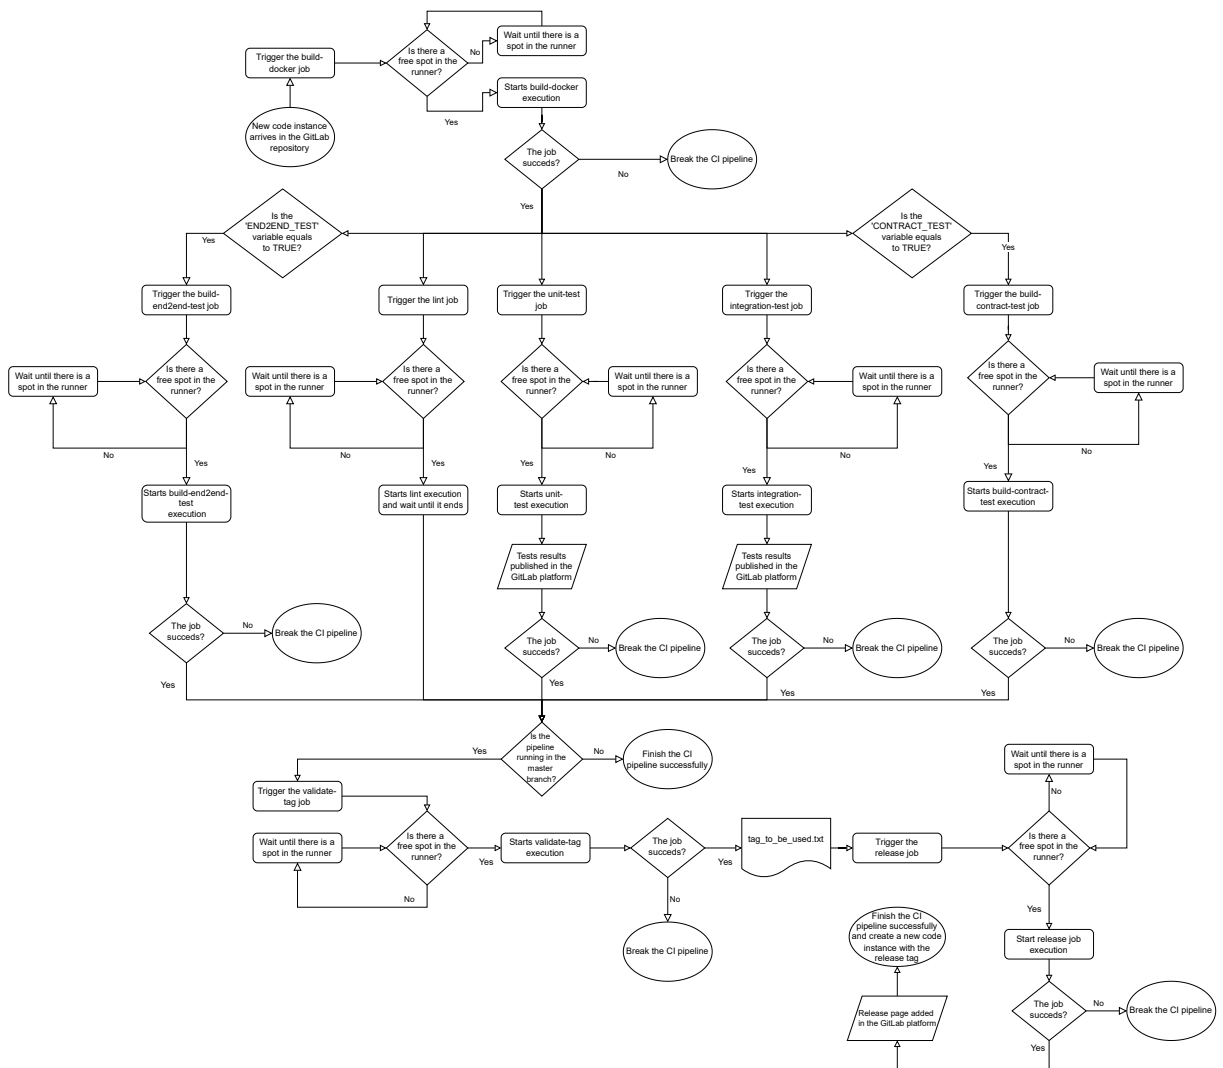 Wait until there is a
spot in the runner
Is there a
free spot in the
runner?
No
Trigger the build-
docker job
Starts build-docker
execution
Yes
New code instance
arrives in the GitLab
repository
The job
succeds?
No
Break the CI pipeline
Yes
Is the
'END2END_TEST'
variable equals
to TRUE?
Yes
Is the
'CONTRACT_TEST'
variable equals
to TRUE?
Yes
Trigger the build-
end2end-test job
Trigger the lint job
Trigger the unit-test
job
Trigger the
integration-test job
Trigger the build-
contract-test job
Wait until there is a
spot in the runner
Is there a
free spot in the
runner?
No
Yes
Wait until there is a
spot in the runner
Is there a
free spot in the
runner?
No
Yes
Is there a
free spot in the
runner?
Wait until there is a
spot in the runner
No
Yes
Is there a
free spot in the
runner?
Wait until there is a
spot in the runner
No
Yes
Is there a
free spot in the
runner?
Wait until there is a
spot in the runner
No
Yes
Starts build-end2end-
test
execution
Starts lint execution
and wait until it ends
Starts unit-
test execution
Starts integration-
test execution
Starts build-contract-
test execution
Tests results
published in the
GitLab platform
Tests results
published in the
GitLab platform
The job
succeds?
No
Break the CI pipeline
Yes
The job
succeds?
No
Break the CI pipeline
Yes
The job
succeds?
No
Break the CI pipeline
Yes
The job
succeds?
No
Break the CI pipeline
Yes
Is the
pipeline
running in the
master
branch?
Yes
No
Finish the CI
pipeline successfully
Trigger the validate-
tag job
Wait until there is a
spot in the runner
Is there a
free spot in the
runner?
No
Yes
Starts validate-tag
execution
The job
succeds?
No
Break the CI pipeline
Yes
tag_to_be_used.txt
Trigger the
release job
Wait until there is a
spot in the runner
No
Is there a
free spot in the
runner?
Yes
Start release job
execution
The job
succeds?
No
Break the CI pipeline
Yes
Release page added
in the GitLab platform
Finish the CI
pipeline successfully
and create a new code
instance with the
release tag